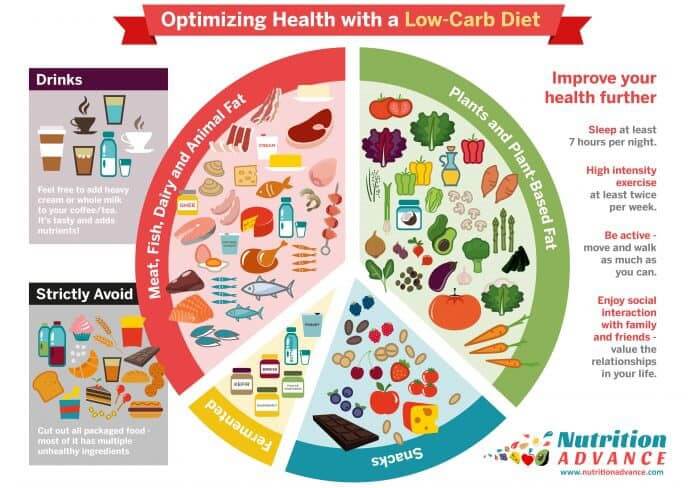 Optimizing Health with a Low-Carb Diet
Drinks
Feel free to add heavy
cream or whole milk
to your coffee/tea.
It's tasty and adds
nutrients!
Strictly Avoid
Cut out all packaged food -
most of it has multiple
unhealthy ingredients
Meat, Fish, Dairy and Animal Fat
CREAM
GHEE
Plants and Plant-Based Fat
Fermented
KEFIR
Snacks
Improve your
health further
Sleep at least
7 hours per night.
High intensity
exercise
at least twice
per week.
Be active -
move and walk
as much as
you can.
Enjoy social
interaction
with family
and friends -
value the
relationships
in your life.
Nutrition
ADVANCE
www.nutritionadvance.com